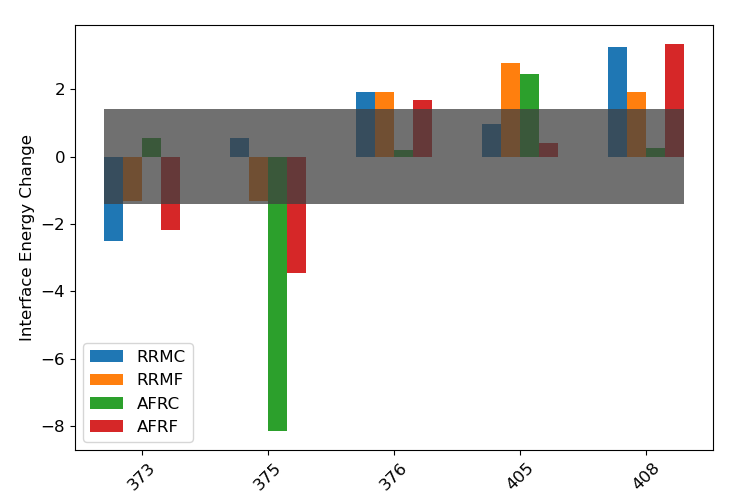 Interface Energy Change
2
0
−2
−4
−6
−8
RRMC
RRMF
AFRC
AFRF
373
375
376
405
408